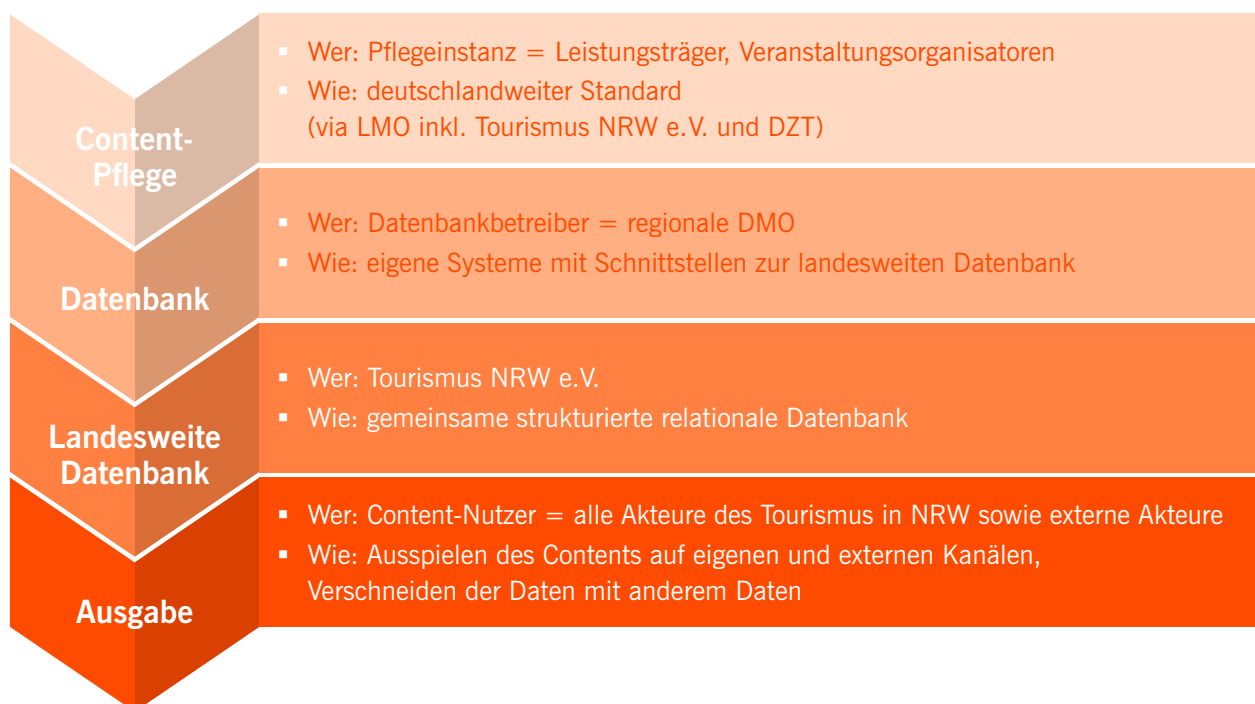 Content-
Pflege
▪ Wer: Pflegeinstanz = Leistungsträger, Veranstaltungsorganisatoren
▪ Wie: deutschlandweiter Standard
(via LMO inkl. Tourismus NRW e.V. und DZT)
Datenbank
▪ Wer: Datenbankbetreiber = regionale DMO
▪ Wie: eigene Systeme mit Schnittstellen zur landesweiten Datenbank
Landesweite
Datenbank
▪ Wer: Tourismus NRW e.V.
▪ Wie: gemeinsame strukturierte relationale Datenbank
Ausgabe
▪ Wer: Content-Nutzer = alle Akteure des Tourismus in NRW sowie externe Akteure
▪ Wie: Ausspielen des Contents auf eigenen und externen Kanälen,
Verschneiden der Daten mit anderem Daten